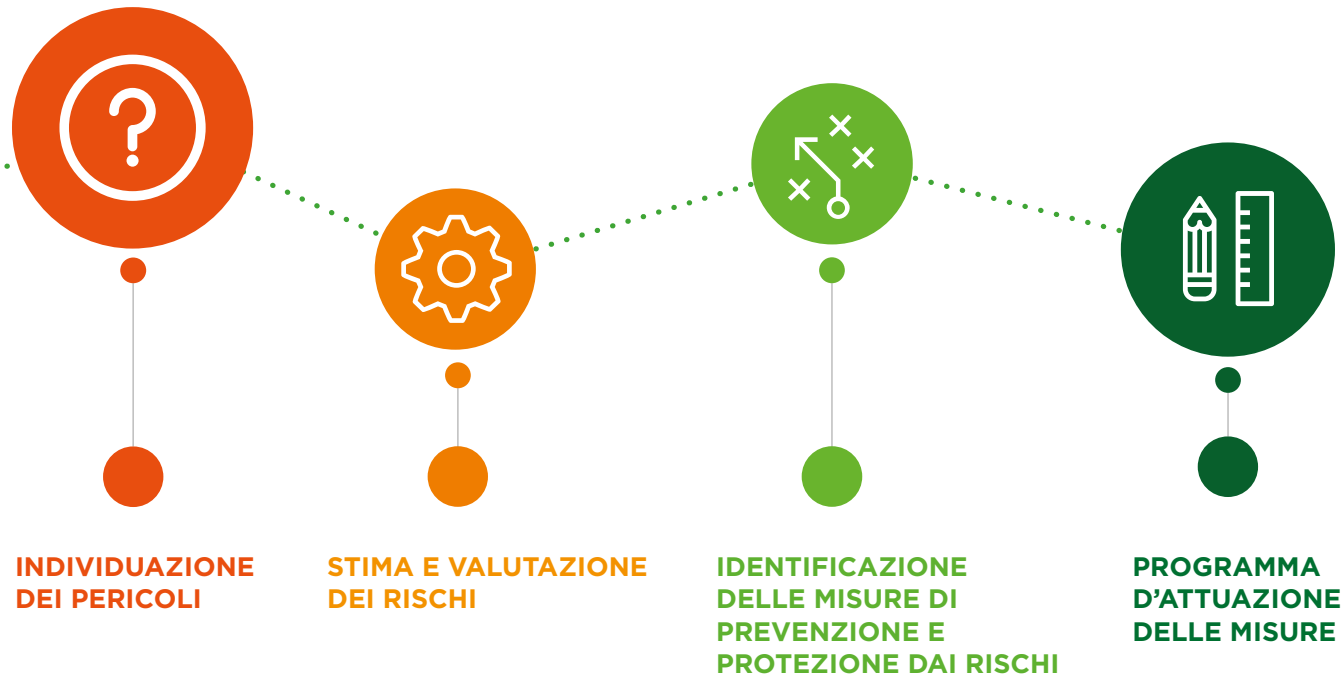 INDIVIDUAZIONE
DEI PERICOLI
STIMA E VALUTAZIONE
DEI RISCHI
IDENTIFICAZIONE
DELLE MISURE DI
PREVENZIONE E
PROTEZIONE DAI RISCHI
PROGRAMMA
D'ATTUAZIONE
DELLE MISURE